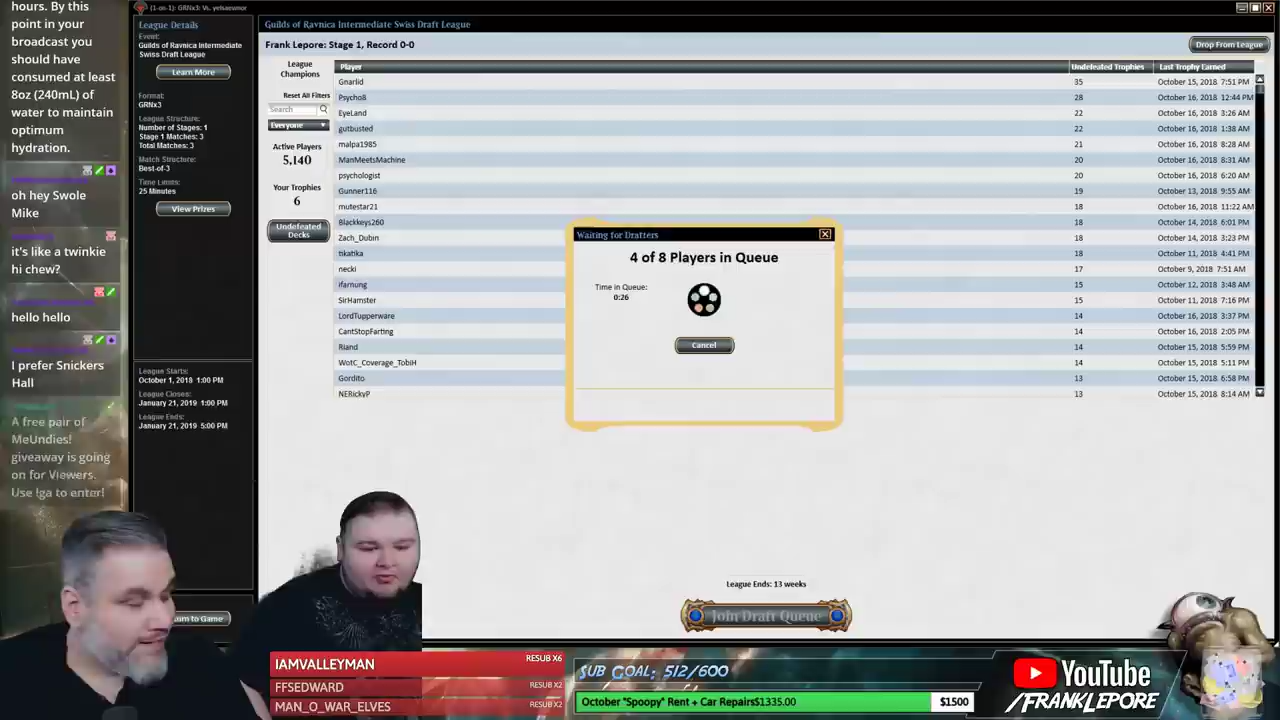 hours. By this
point in your
broadcast you
should have
consumed at least
8oz (240mL) of
water to maintain
optimum
hydration.
oh hey Swole
Mike
it's like a twinkie
hi chew?
hello hello
I prefer Snickers
Hall
A free pair of
MeUndies!
giveaway is going
on for Viewers.
Use !ga to enter!
(1-on-1): GRNx3: Vs. yelsaewnor
League Details
Event:
Guilds of Ravnica Intermediate
Swiss Draft League
Learn More
Format:
GRNx3
League Structure:
Number of Stages: 1
Stage 1 Matches: 3
Total Matches: 3
Match Structure:
Best-of-3
Time Limits:
25 Minutes
View Prizes
League Starts:
October 1, 2018 1:00 PM
League Closes:
January 21, 2019 1:00 PM
League Ends:
January 21, 2019 5:00 PM
to Game
Guilds of Ravnica Intermediate Swiss Draft League
Frank Lepore: Stage 1, Record 0-0
Drop From League
League
Champions
Reset All Filters
Search
Everyone
Active Players
5,140
Your Trophies
6
Undefeated
Decks
Player Undefeated Trophies Last Trophy Earned
Gnarlid 35 October 15, 2018 7:51 PM
Psycho8 28 October 16, 2018 12:44 PM
EyeLand 22 October 16, 2018 3:26 AM
gutbusted 22 October 16, 2018 1:38 AM
malpa1985 21 October 16, 2018 8:28 AM
ManMeetsMachine 20 October 16, 2018 8:31 AM
psychologist 20 October 16, 2018 6:20 AM
Gunner116 19 October 13, 2018 9:55 AM
mutestar21 18 October 16, 2018 11:22 AM
Blackkeys260 18 October 14, 2018 6:01 PM
Zach_Dubin 18 October 14, 2018 3:23 PM
tikatika 18 October 11, 2018 4:41 PM
necki 17 October 9, 2018 7:51 AM
ifarnung 15 October 12, 2018 3:48 AM
SirHamster 15 October 11, 2018 7:16 PM
LordTupperware 14 October 16, 2018 3:37 PM
CantStopFarting 14 October 16, 2018 2:05 PM
Riand 14 October 15, 2018 5:59 PM
WotC_Coverage_TobiH 14 October 15, 2018 5:11 PM
Gordito 13 October 15, 2018 6:58 PM
NERickyP 13 October 15, 2018 8:14 AM
Waiting for Drafters
4 of 8 Players in Queue
Time in Queue:
0:26
Cancel
League Ends: 13 weeks
Join Draft Queue
IAMVALLEYMAN RESUB X6
FFSEDWARD RESUB X2
MAN_O_WAR_ELVES RESUB X2
SUB GOAL: 512/600
October "Spoopy" Rent + Car Repairs $1335.00 $1500
YouTube
/FRANKLEPORE